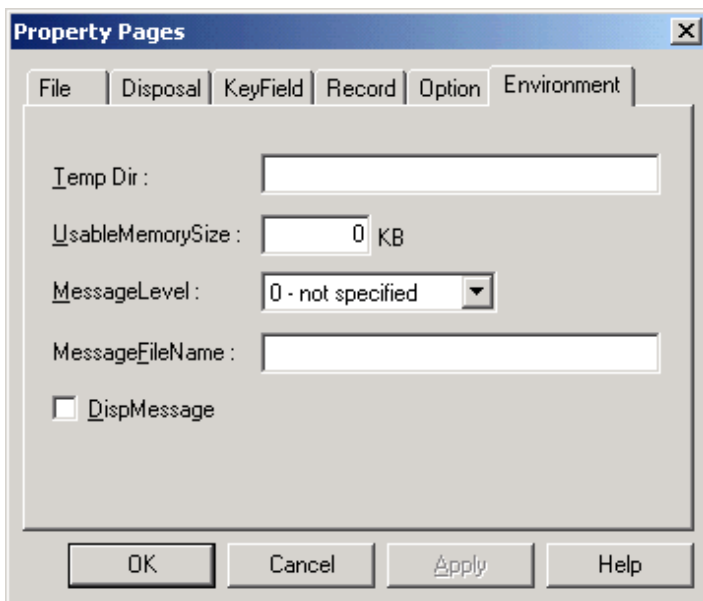 Property Pages
File Disposal KeyField Record Option Environment
Temp Dir :
UsableMemorySize : 0 KB
MessageLevel : 0 - not specified
MessageFileName :
DispMessage
OK Cancel Apply Help